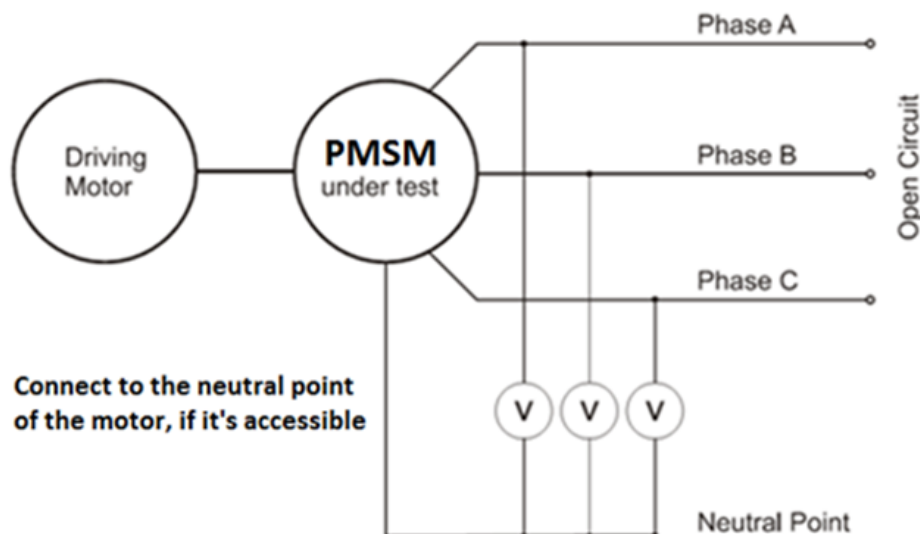 Phase A
Driving
Motor
PMSM
under test
Phase B
Open Circuit
Phase C
Connect to the neutral point
of the motor, if it's accessible
V
V
V
Neutral Point